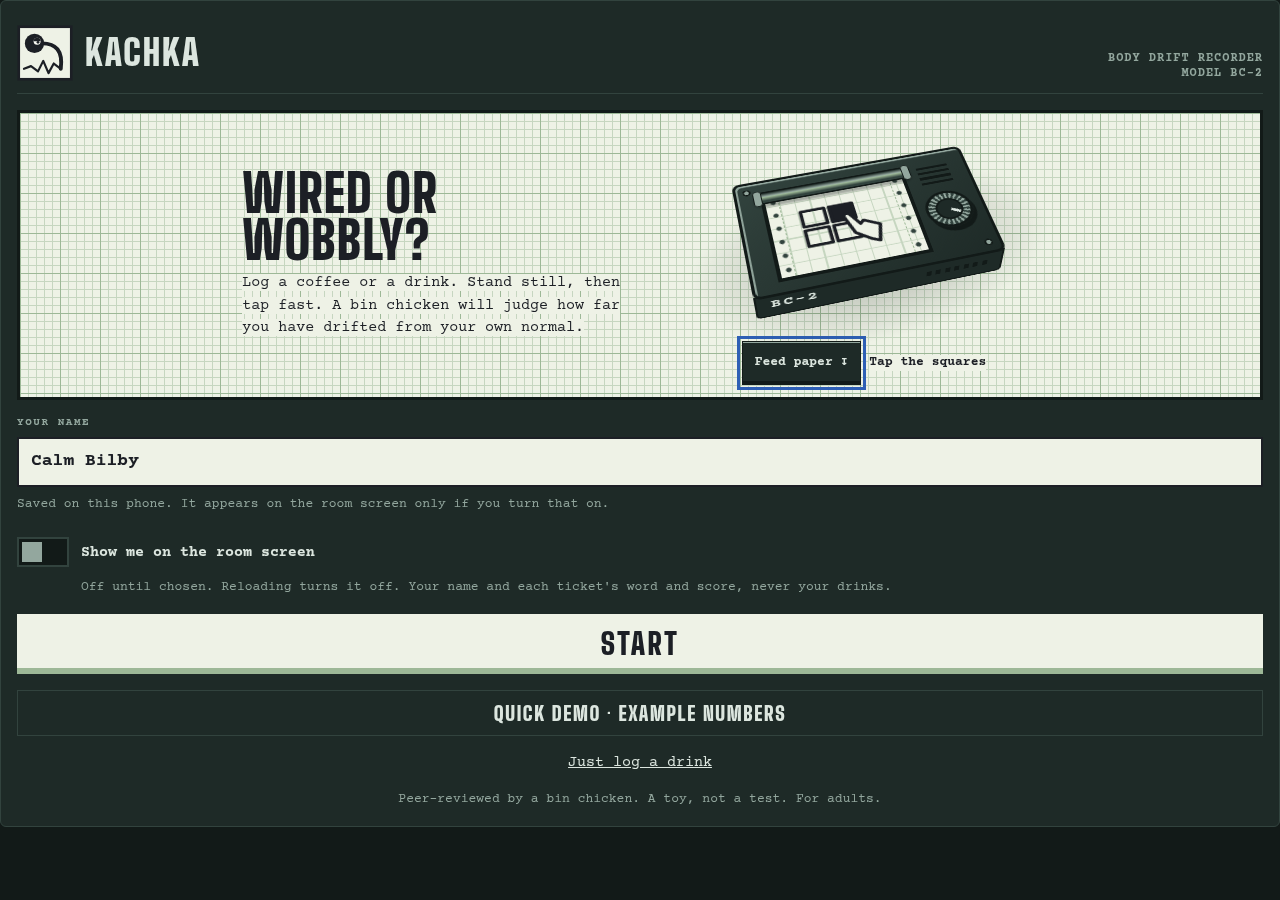 KACHKA
BODY DRIFT RECORDER
MODEL BC-2
WIRED OR
WOBBLY?
Log a coffee or a drink. Stand still, then
tap fast. A bin chicken will judge how far
you have drifted from your own normal.
BC-2
Feed paper ↧
Tap the squares
YOUR NAME
Calm Bilby
Saved on this phone. It appears on the room screen only if you turn that on.
Show me on the room screen
Off until chosen. Reloading turns it off. Your name and each ticket's word and score, never your drinks.
START
QUICK DEMO · EXAMPLE NUMBERS
Just log a drink
Peer-reviewed by a bin chicken. A toy, not a test. For adults.